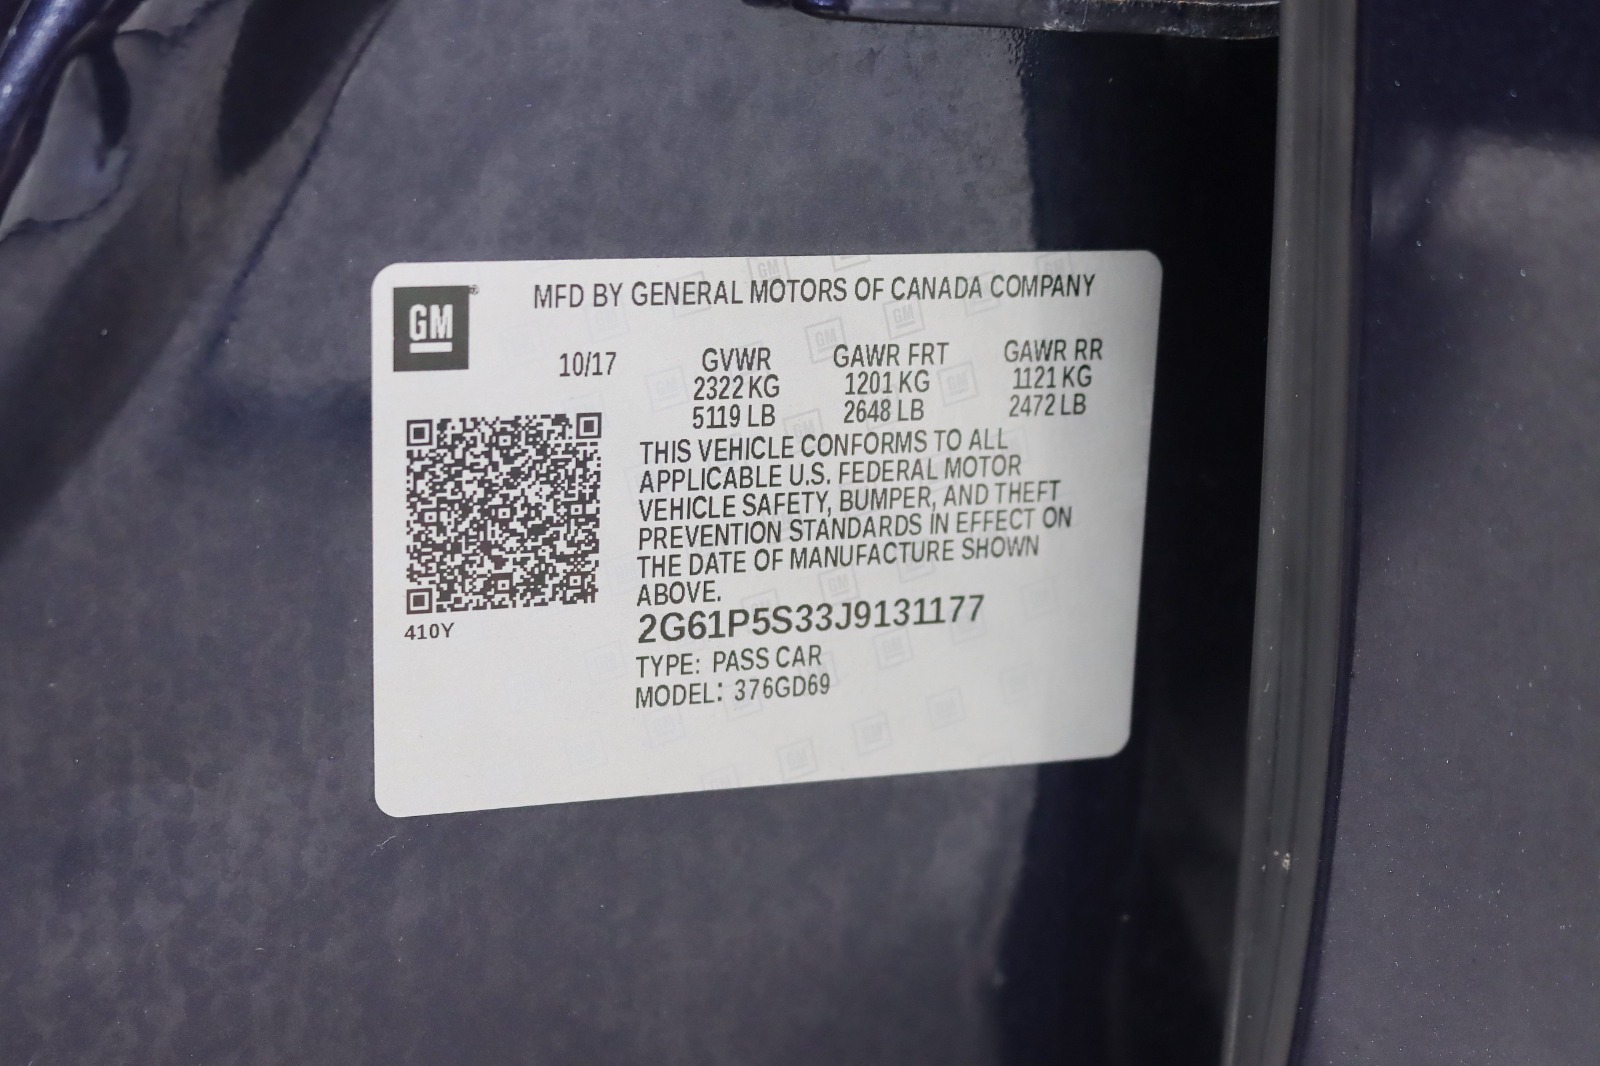 GM
MFD BY GENERAL MOTORS OF CANADA COMPANY
10/17 GVWR GAWR FRT GAWR RR
2322 KG 1201 KG 1121 KG
5119 LB 2648 LB 2472 LB
THIS VEHICLE CONFORMS TO ALL
APPLICABLE U.S. FEDERAL MOTOR
VEHICLE SAFETY, BUMPER, AND THEFT
PREVENTION STANDARDS IN EFFECT ON
THE DATE OF MANUFACTURE SHOWN
ABOVE.
410Y
2G61P5S33J9131177
TYPE: PASS CAR
MODEL: 376GD69